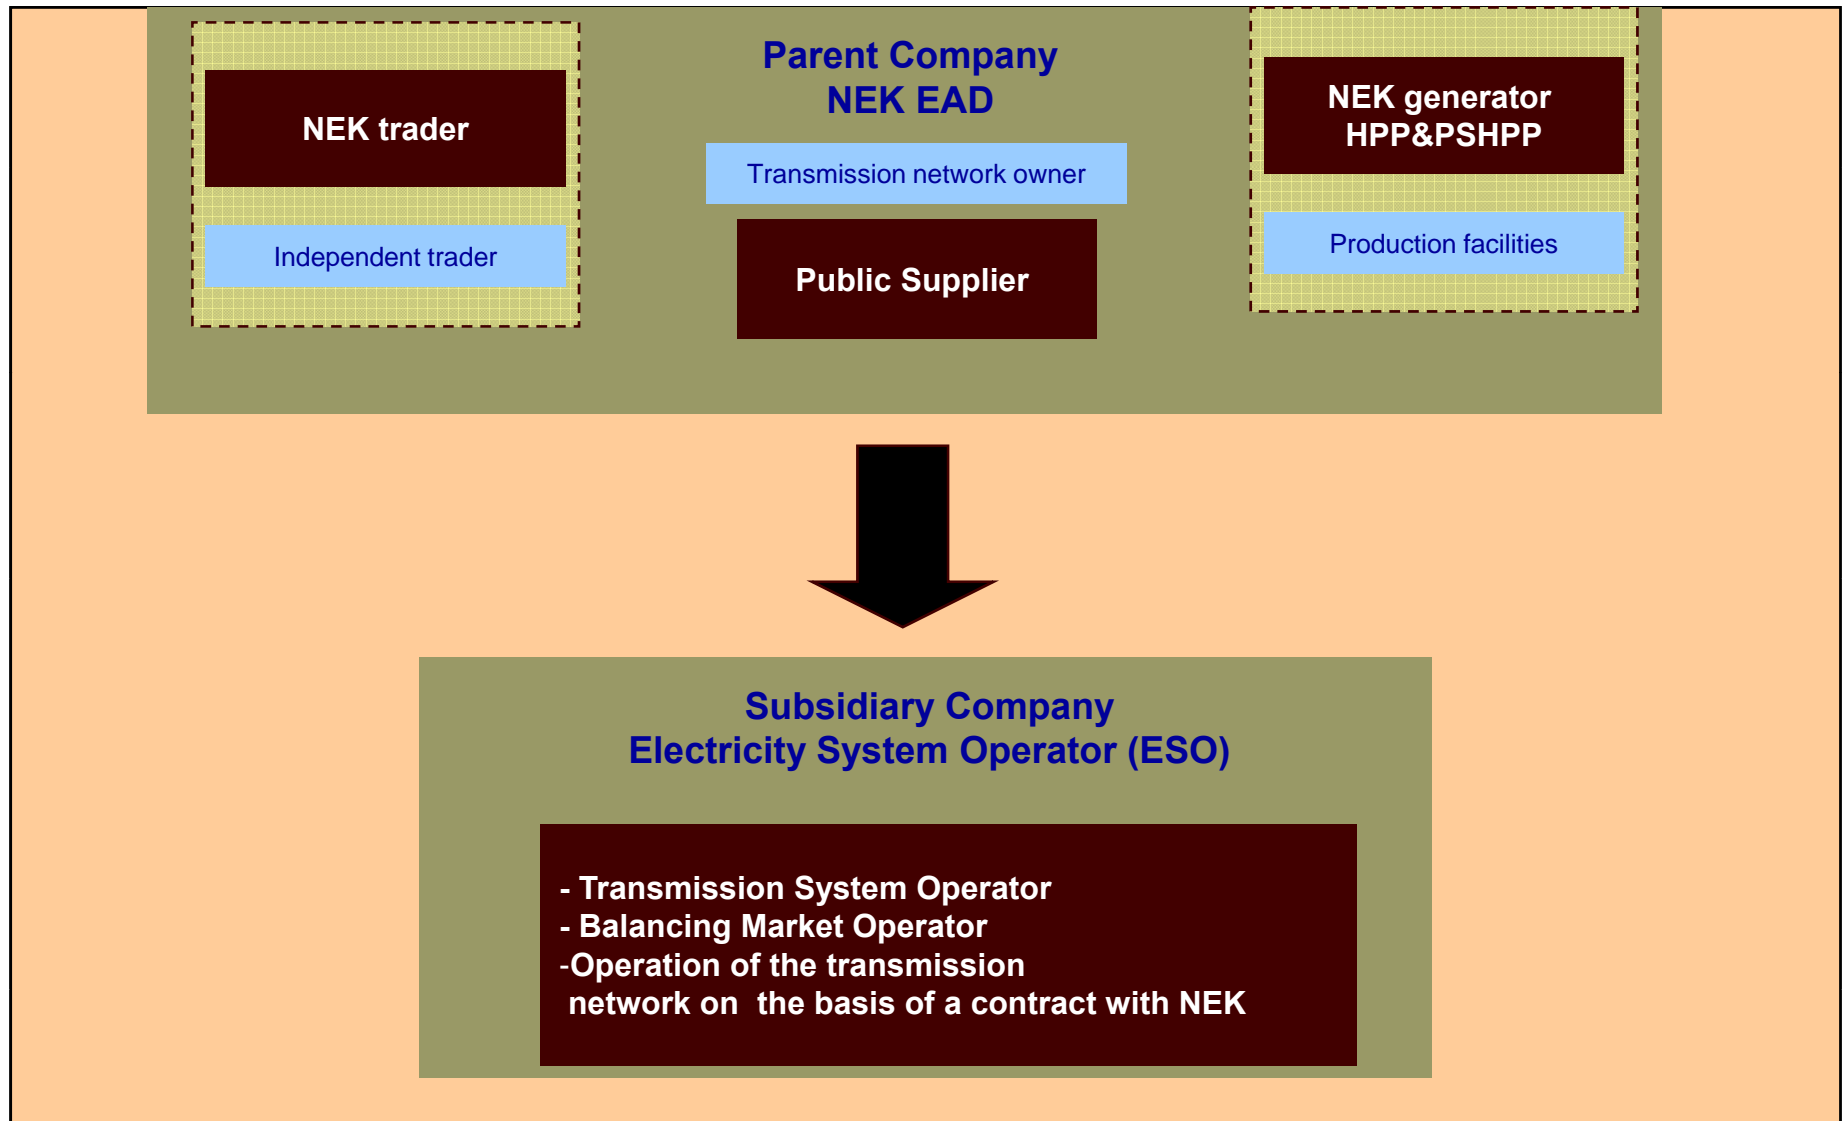 NEK trader
Independent trader
Parent Company
NEK EAD
Transmission network owner
Public Supplier
NEK generator
HPP&PSHPP
Production facilities
Subsidiary Company
Electricity System Operator (ESO)
- Transmission System Operator
- Balancing Market Operator
-Operation of the transmission
network on  the basis of a contract with NEK